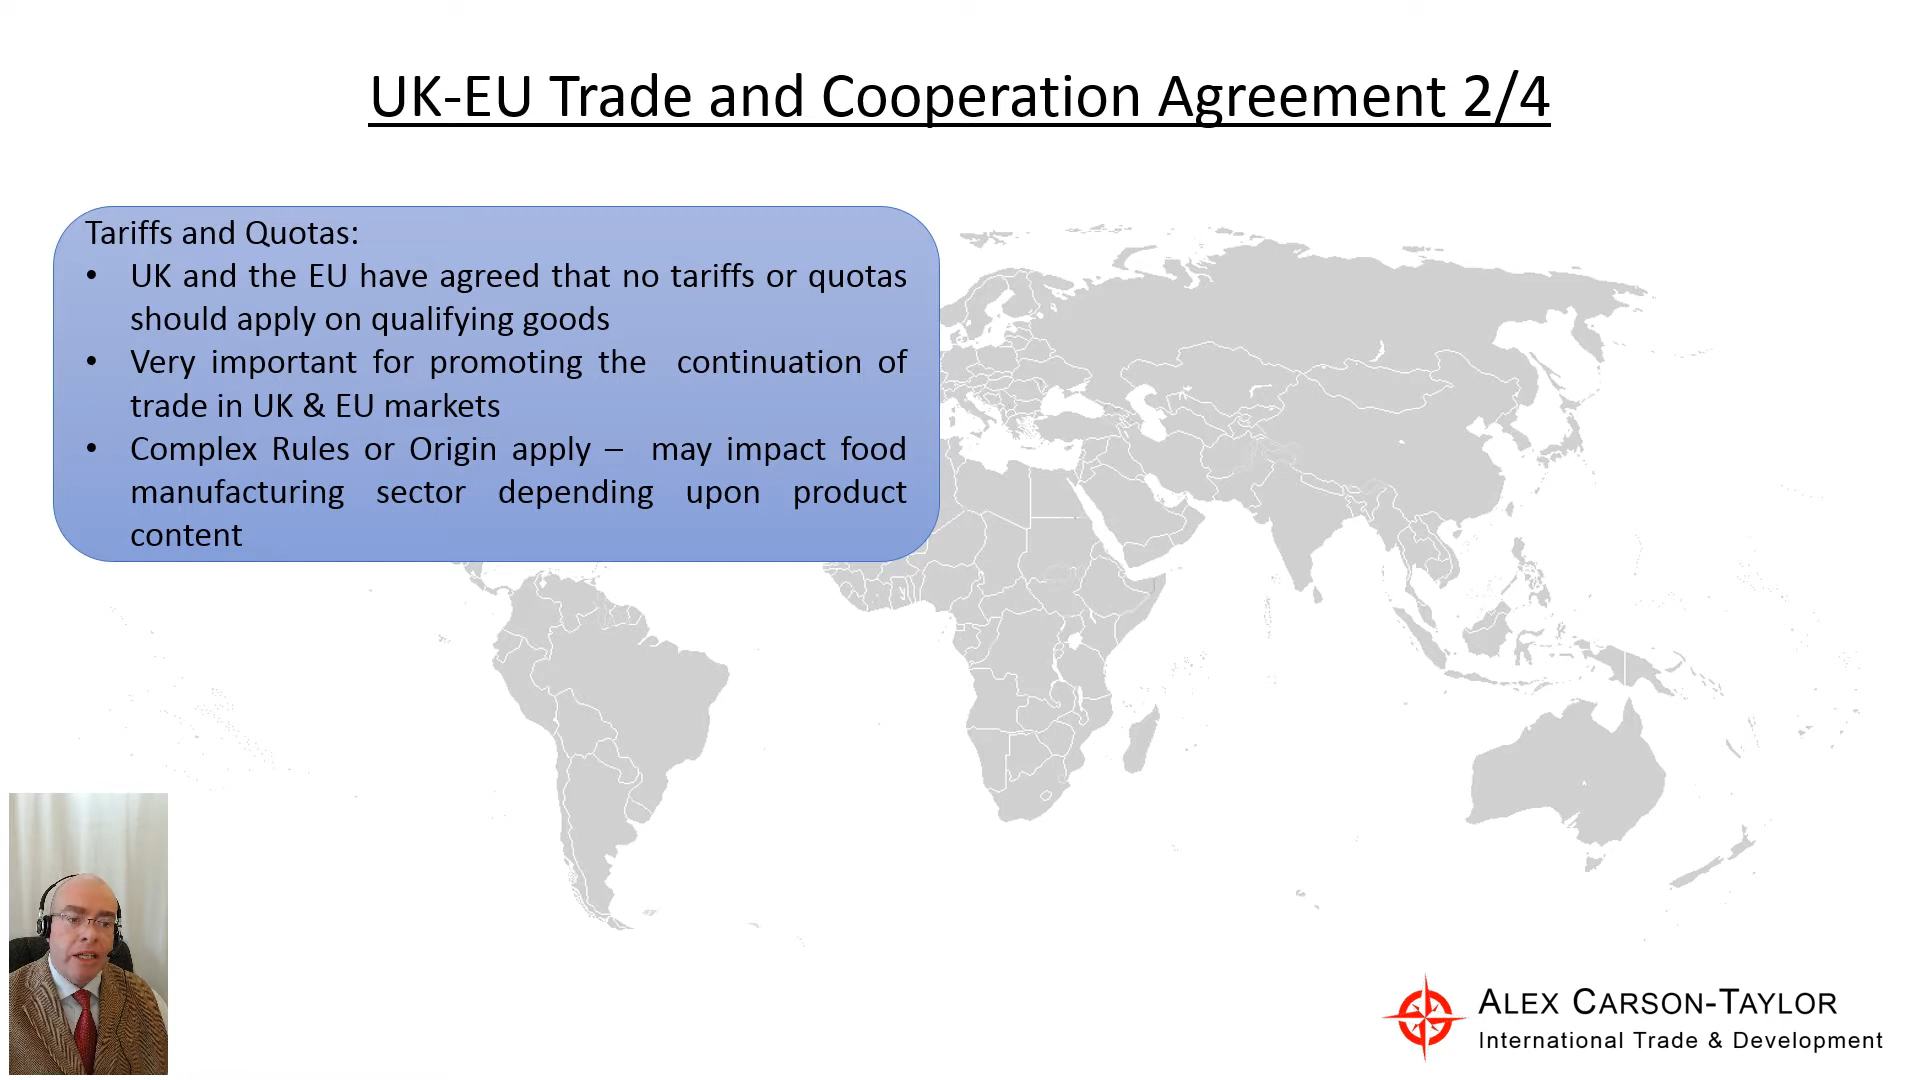 UK-EU Trade and Cooperation Agreement 2/4
Tariffs and Quotas:
• UK and the EU have agreed that no tariffs or quotas
should apply on qualifying goods
• Very important for promoting the continuation of
trade in UK & EU markets
• Complex Rules or Origin apply – may impact food
manufacturing sector depending upon product
content
ALEX CARSON-TAYLOR
International Trade & Development